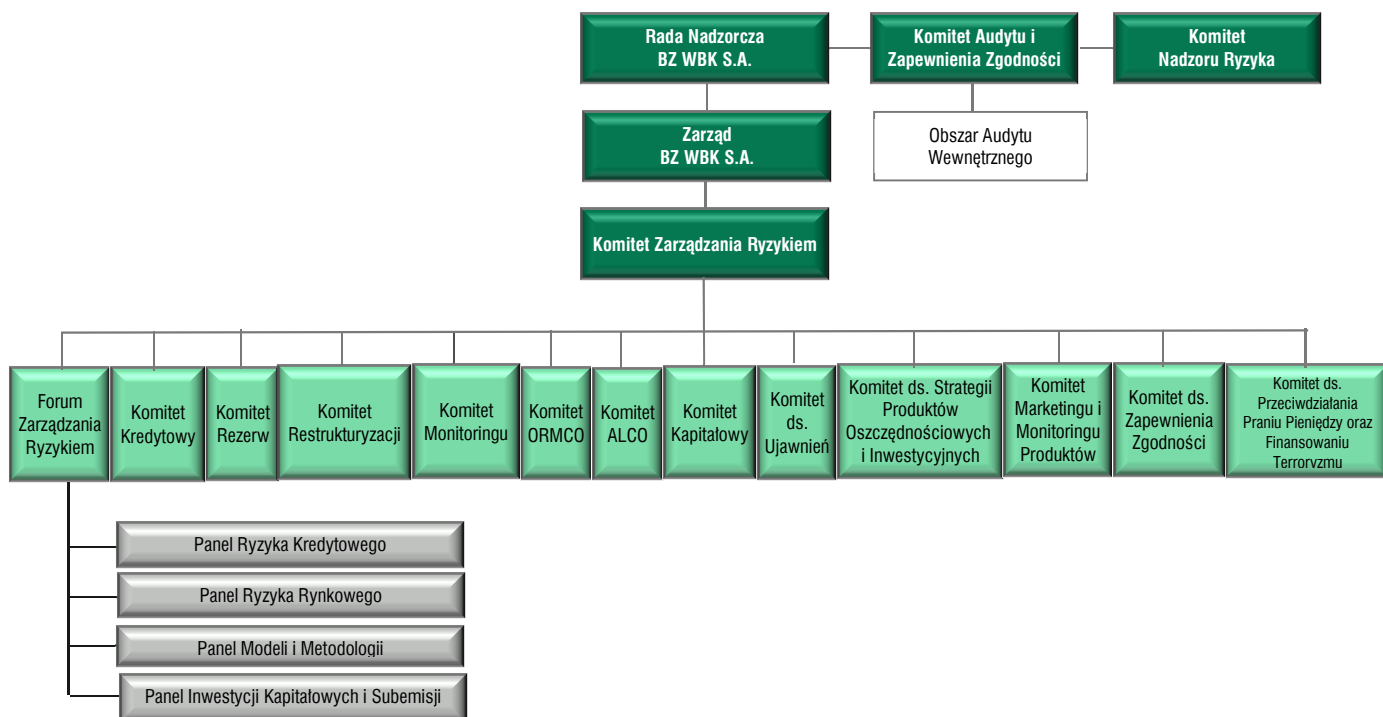 Rada Nadzorcza
BZ WBK S.A.
Komitet Audytu i
Zapewnienia Zgodności
Komitet
Nadzoru Ryzyka
Obszar Audytu
Wewnętrznego
Zarząd
BZ WBK S.A.
Komitet Zarządzania Ryzykiem
Forum
Zarządzania
Ryzykiem
Komitet
Kredytowy
Komitet
Rezerw
Komitet
Restrukturyzacji
Komitet
Monitoringu
Komitet
ORMCO
Komitet
ALCO
Komitet
Kapitałowy
Komitet
ds.
Ujawnień
Komitet ds. Strategii
Produktów
Oszczędnościowych
i Inwestycyjnych
Komitet
Marketingu i
Monitoringu
Produktów
Komitet ds.
Zapewnienia
Zgodności
Komitet ds.
Przeciwdziałania
Praniu Pieniędzy oraz
Finansowaniu
Terroryzmu
Panel Ryzyka Kredytowego
Panel Ryzyka Rynkowego
Panel Modeli i Metodologii
Panel Inwestycji Kapitałowych i Subemisji